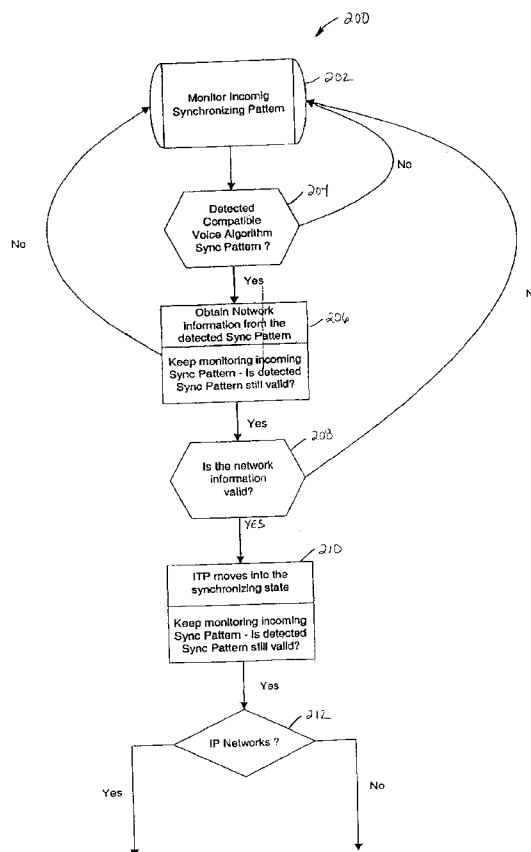 200
202
Monitor Incomig
Synchronizing Pattern
No
204
Detected
Compatible
Voice Algorithm
Sync Pattern ?
No
Yes
206
Obtain Network
information from the
detected Sync Pattern
Keep monitoring incoming
Sync Pattern - Is detected
Sync Pattern still valid?
Yes
208
Is the network
information
valid?
YES
210
ITP moves into the
synchronizing state
Keep monitoring incoming
Sync Pattern - Is detected
Sync Pattern still valid?
Yes
212
IP Networks ?
Yes
No